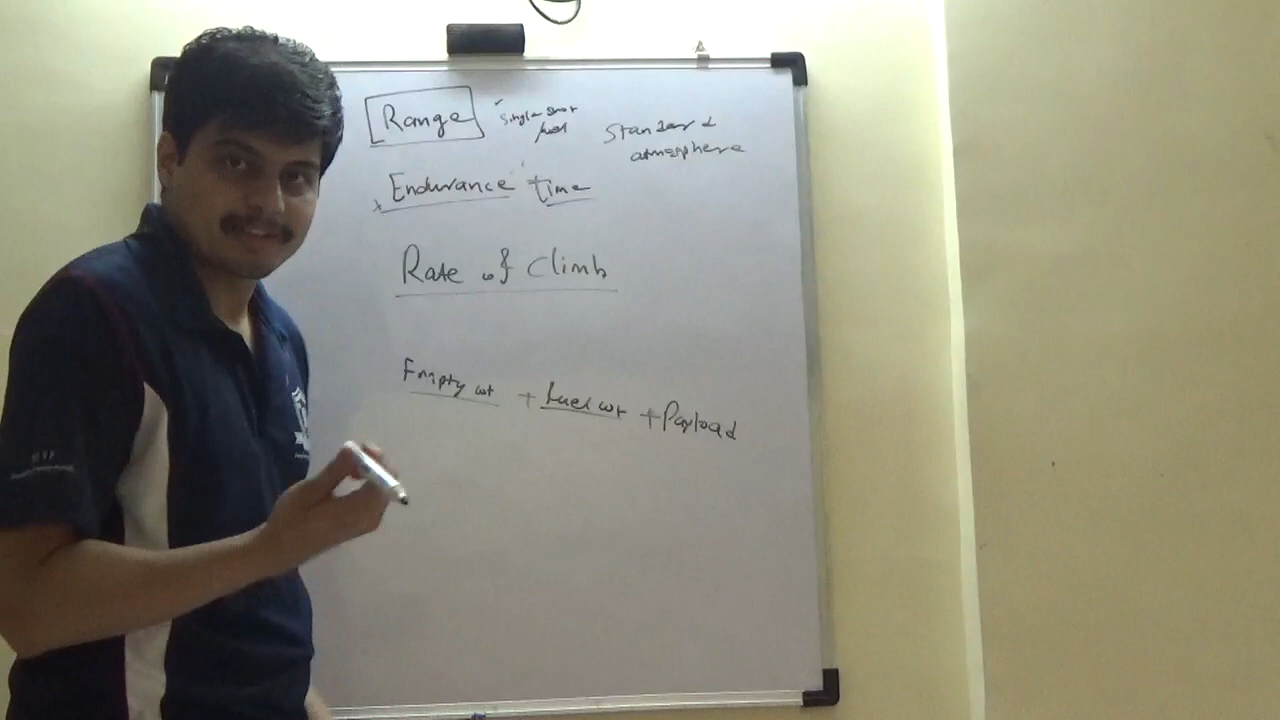 Range
Single shot
fuel
Standard
atmosphere
Endurance time
Rate of Climb
Empty wt + fuel wt + Payload